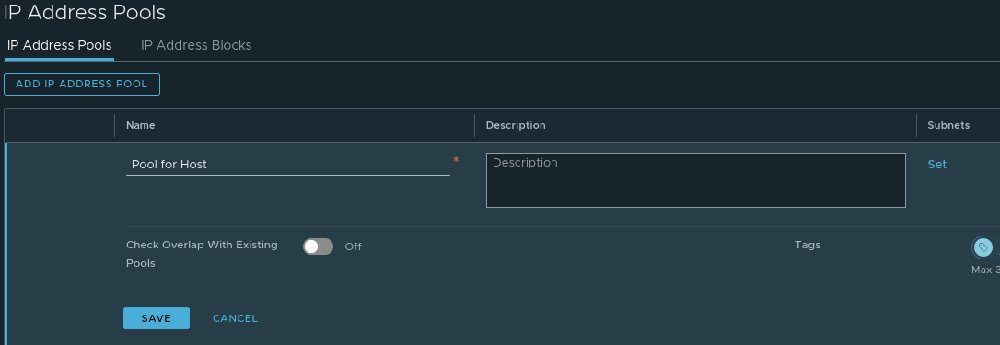 IP Address Pools
IP Address Pools IP Address Blocks
ADD IP ADDRESS POOL
Name Description Subnets
Pool for Host * Description Set
Check Overlap With Existing Pools Off Tags
Max 3
SAVE CANCEL